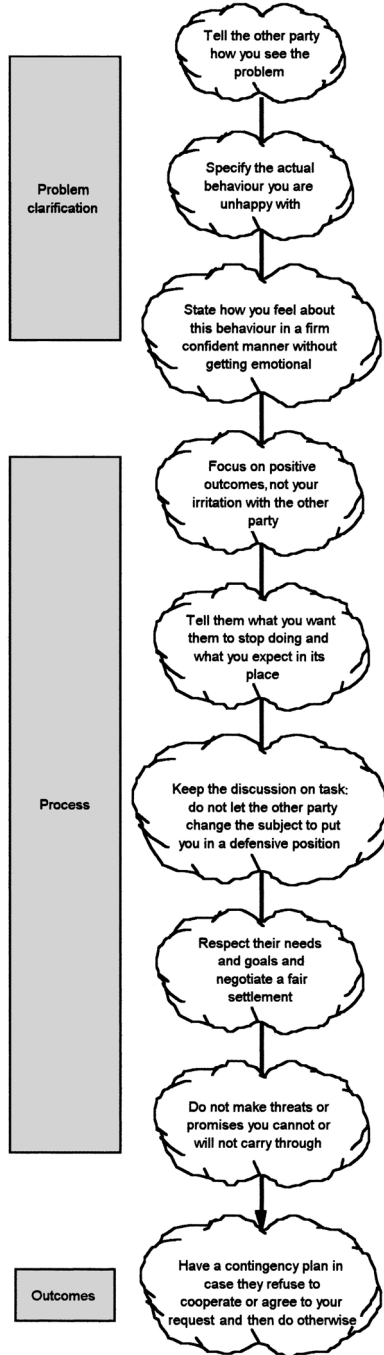 Problem
clarification
Tell the other party
how you see the
problem
Specify the actual
behaviour you are
unhappy with
State how you feel about
this behaviour in a firm
confident manner without
getting emotional
Process
Focus on positive
outcomes, not your
irritation with the other
party
Tell them what you want
them to stop doing and
what you expect in its
place
Keep the discussion on task:
do not let the other party
change the subject to put
you in a defensive position
Respect their needs
and goals and
negotiate a fair
settlement
Do not make threats or
promises you cannot or
will not carry through
Outcomes
Have a contingency plan in
case they refuse to
cooperate or agree to your
request and then do otherwise